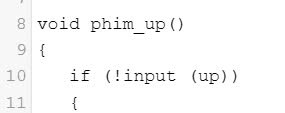 8 void phim_up()
9 {
10 if (!input (up))
11 {